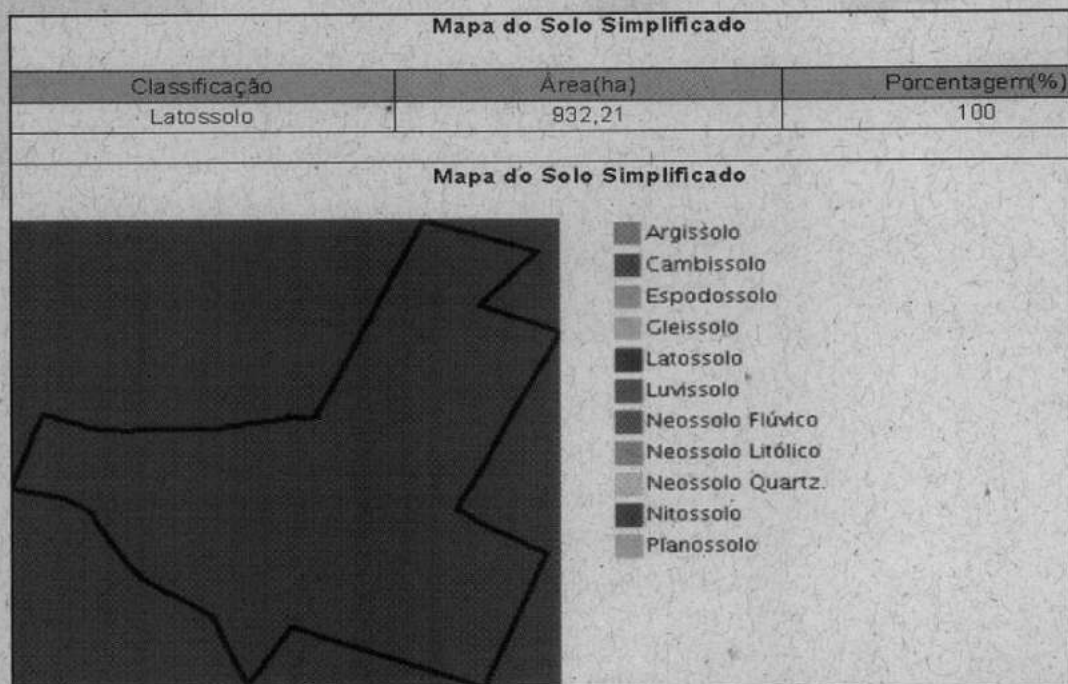 Mapa do Solo Simplificado
Classificação Área(ha) Porcentagem(%)
Latossolo 932,21 100
Mapa do Solo Simplificado
Argissolo
Cambissolo
Espodossolo
Gleissolo
Latossolo
Luvissolo
Neossolo Flúvico
Neossolo Litólico
Neossolo Quartz.
Nitossolo
Planossolo